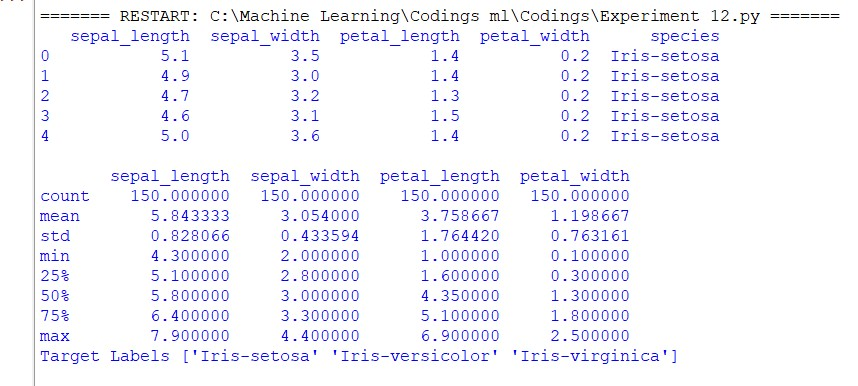 ======= RESTART: C:\Machine Learning\Codings ml\Codings\Experiment 12.py =======
   sepal_length  sepal_width  petal_length  petal_width      species
0           5.1          3.5           1.4          0.2  Iris-setosa
1           4.9          3.0           1.4          0.2  Iris-setosa
2           4.7          3.2           1.3          0.2  Iris-setosa
3           4.6          3.1           1.5          0.2  Iris-setosa
4           5.0          3.6           1.4          0.2  Iris-setosa
       sepal_length  sepal_width  petal_length  petal_width
count    150.000000   150.000000    150.000000   150.000000
mean       5.843333     3.054000      3.758667     1.198667
std        0.828066     0.433594      1.764420     0.763161
min        4.300000     2.000000      1.000000     0.100000
25%        5.100000     2.800000      1.600000     0.300000
50%        5.800000     3.000000      4.350000     1.300000
75%        6.400000     3.300000      5.100000     1.800000
max        7.900000     4.400000      6.900000     2.500000
Target Labels ['Iris-setosa' 'Iris-versicolor' 'Iris-virginica']